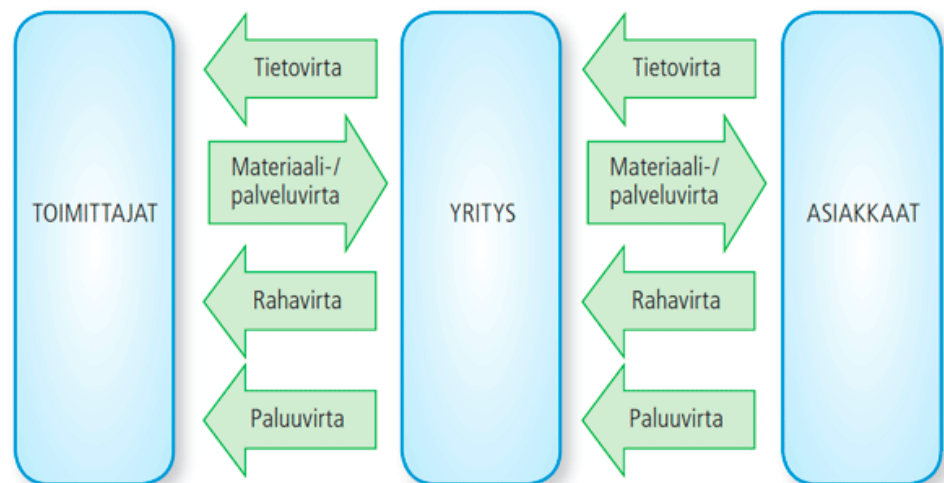 Tietovirta
Tietovirta
Materiaali-/
palveluvirta
Materiaali-/
palveluvirta
TOIMITTAJAT
YRITYS
ASIAKKAAT
Rahavirta
Rahavirta
Paluuvirta
Paluuvirta